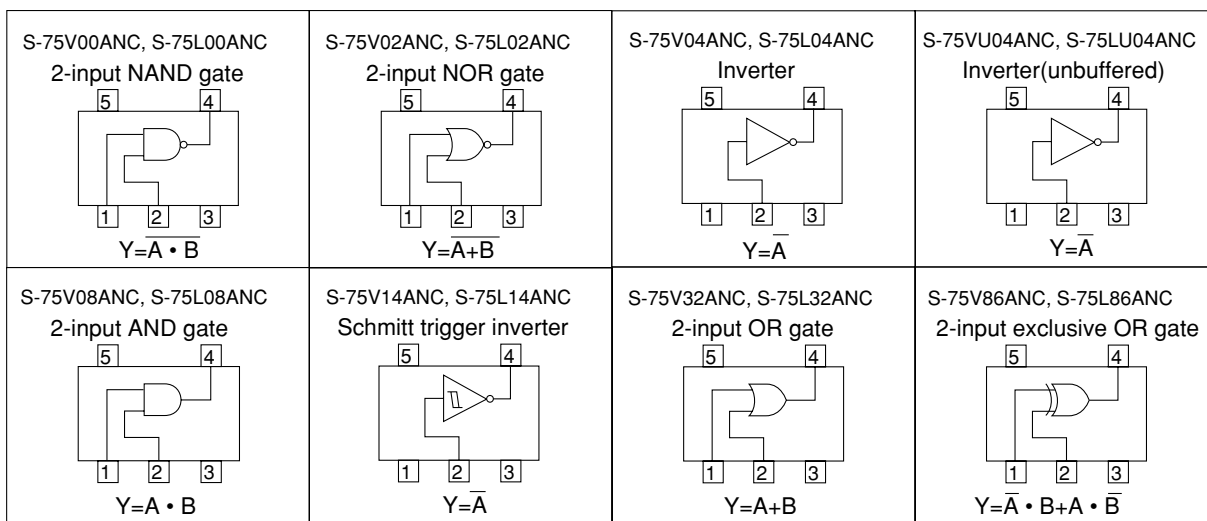 S-75V00ANC, S-75L00ANC
2-input NAND gate
5 4
1 2 3
Y=A̅ ̅•̅ ̅B̅
S-75V02ANC, S-75L02ANC
2-input NOR gate
5 4
1 2 3
Y=A̅+̅B̅
S-75V04ANC, S-75L04ANC
Inverter
5 4
1 2 3
Y=A̅
S-75VU04ANC, S-75LU04ANC
Inverter(unbuffered)
5 4
1 2 3
Y=A̅
S-75V08ANC, S-75L08ANC
2-input AND gate
5 4
1 2 3
Y=A • B
S-75V14ANC, S-75L14ANC
Schmitt trigger inverter
5 4
1 2 3
Y=A̅
S-75V32ANC, S-75L32ANC
2-input OR gate
5 4
1 2 3
Y=A+B
S-75V86ANC, S-75L86ANC
2-input exclusive OR gate
5 4
1 2 3
Y=A̅ • B+A • B̅